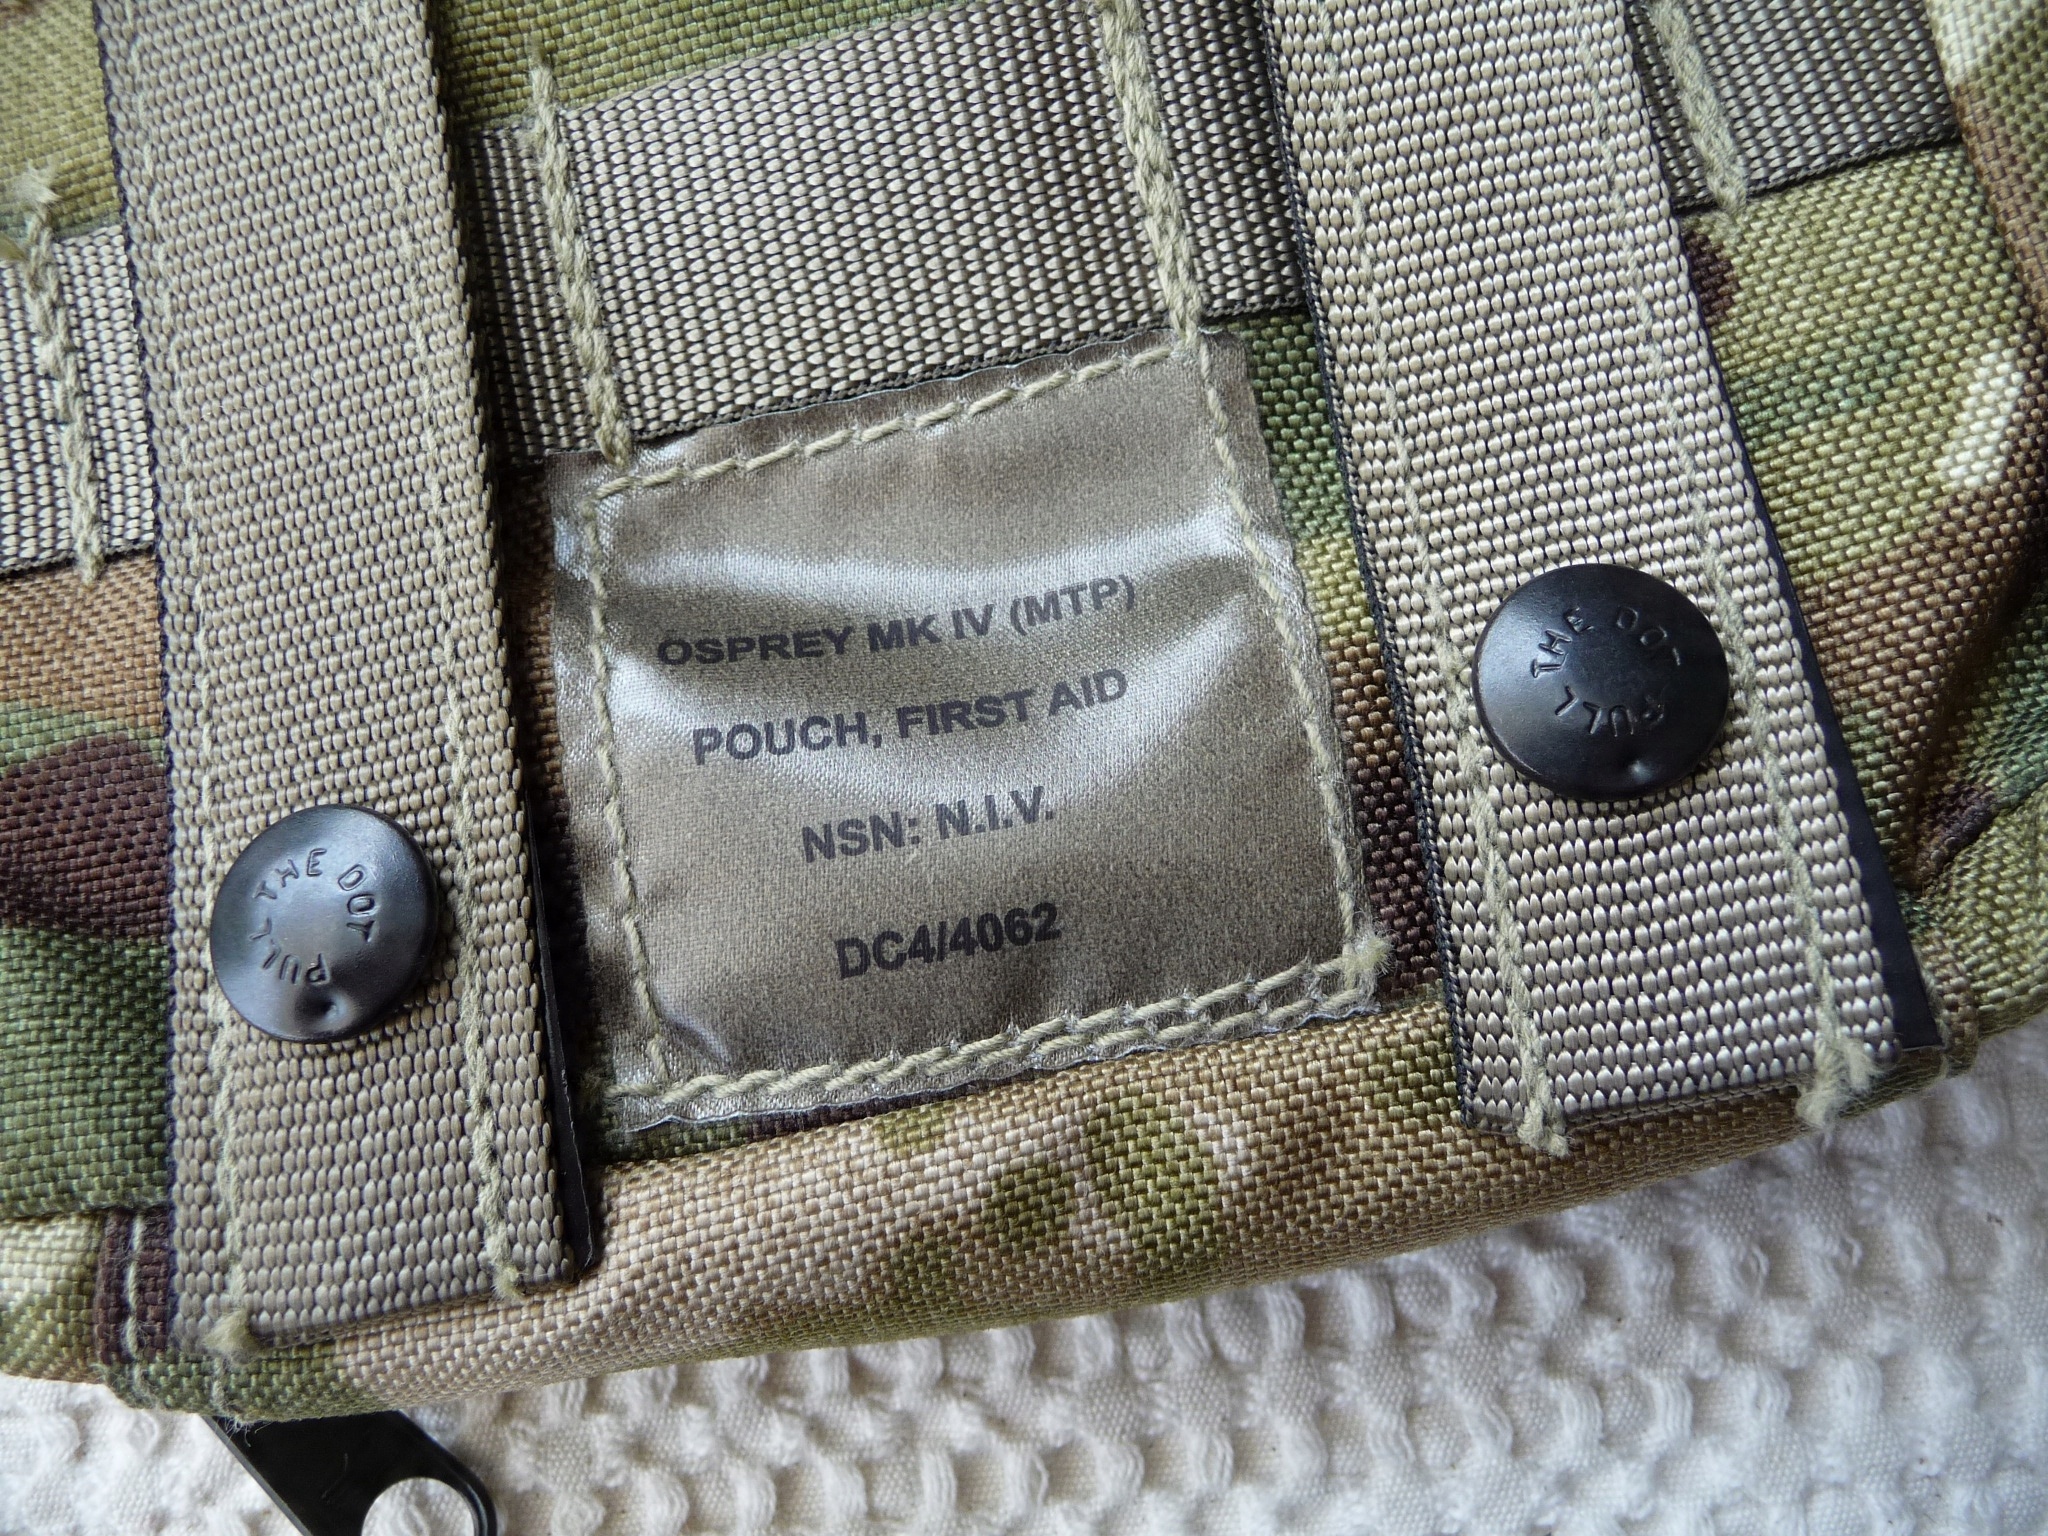 OSPREY MK IV (MTP)
POUCH, FIRST AID
NSN: N.I.V.
DC4/4062
PULL THE DOT
PULL THE DOT